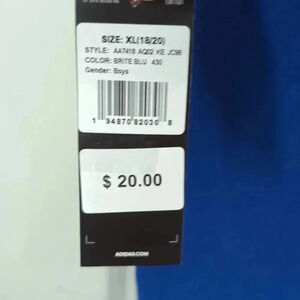 SIZE: XL(18/20)
STYLE: AA7418 AQ02 KE JC98
COLOR: BRITE BLU 430
Gender: Boys
1 94870 82030 8
$ 20.00
ADIDAS.COM